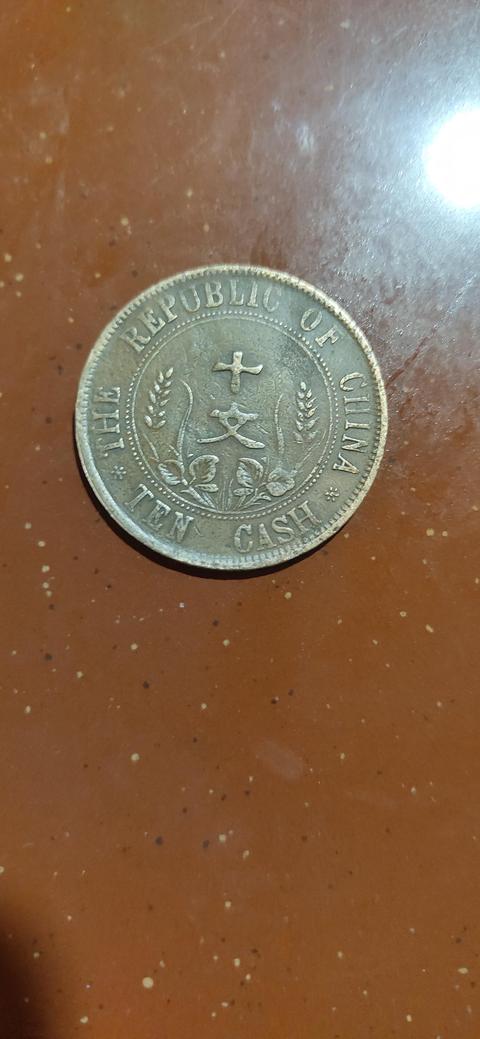 THE REPUBLIC OF CHINA
十
文
TEN CASH